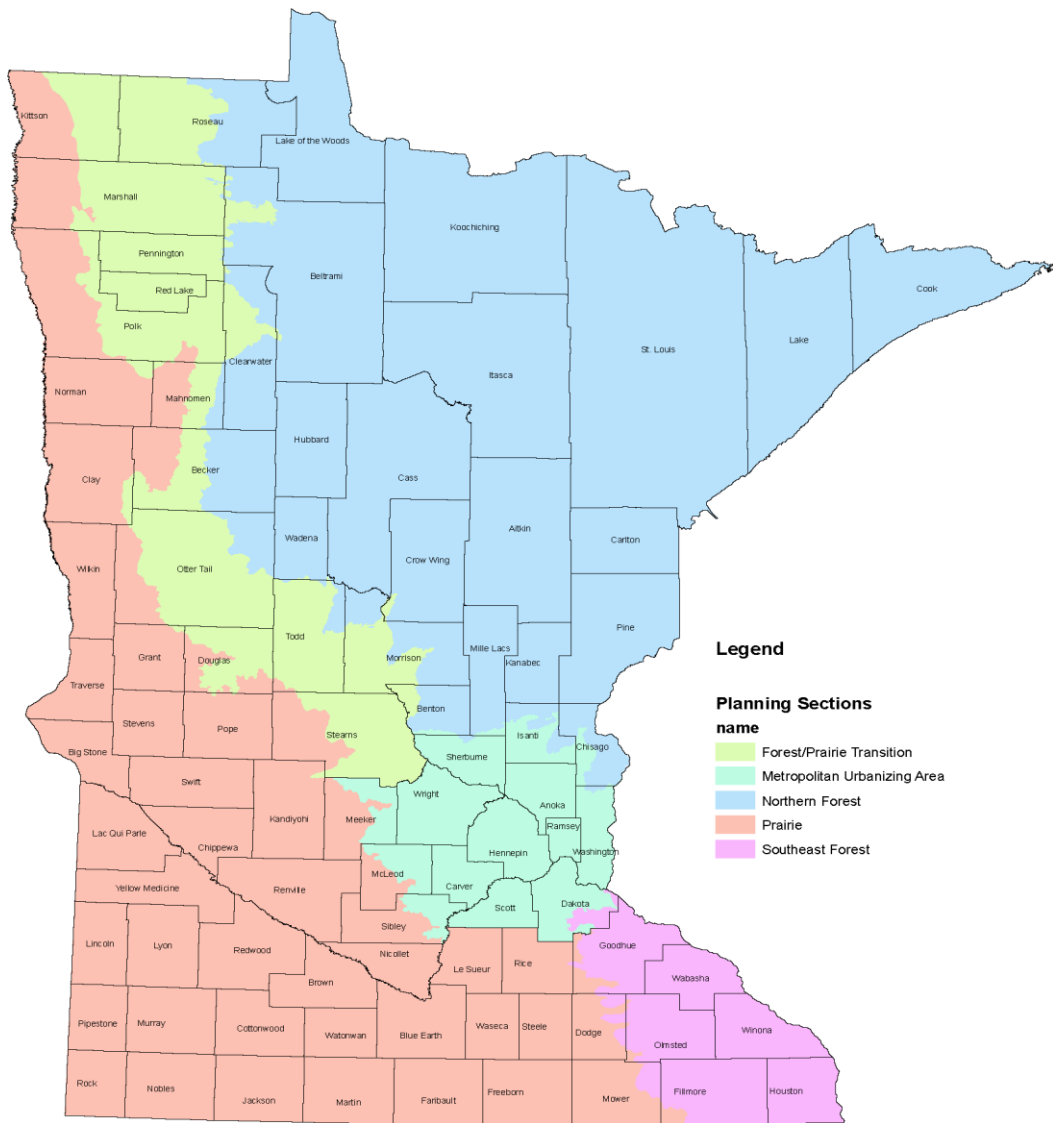 Kittson
Roseau
Lake of the Woods
Marshall
Koochiching
Pennington
Beltrami
Red Lake
Cook
Polk
Lake
St. Louis
Clearwater
Itasca
Norman
Mahnomen
Hubbard
Becker
Clay
Cass
Aitkin
Wadena
Carlton
Crow Wing
Wilkin
Otter Tail
Pine
Todd
Mille Lacs
Legend
Grant
Douglas
Morrison
Kanabec
Traverse
Planning Sections
Benton
name
Stevens
Pope
Stearns
Isanti
Chisago
Big Stone
Sherburne
Forest/Prairie Transition
Metropolitan Urbanizing Area
Swift
Wright
Northern Forest
Anoka
Kandiyohi
Meeker
Ramsey
Prairie
Lac Qui Parle
Chippewa
Hennepin
Washington
Southeast Forest
McLeod
Yellow Medicine
Renville
Carver
Scott
Dakota
Sibley
Lincoln
Lyon
Redwood
Nicollet
Goodhue
Le Sueur
Rice
Wabasha
Brown
Pipestone
Murray
Cottonwood
Watonwan
Blue Earth
Waseca
Steele
Dodge
Winona
Olmsted
Rock
Nobles
Jackson
Martin
Faribault
Freeborn
Mower
Fillmore
Houston